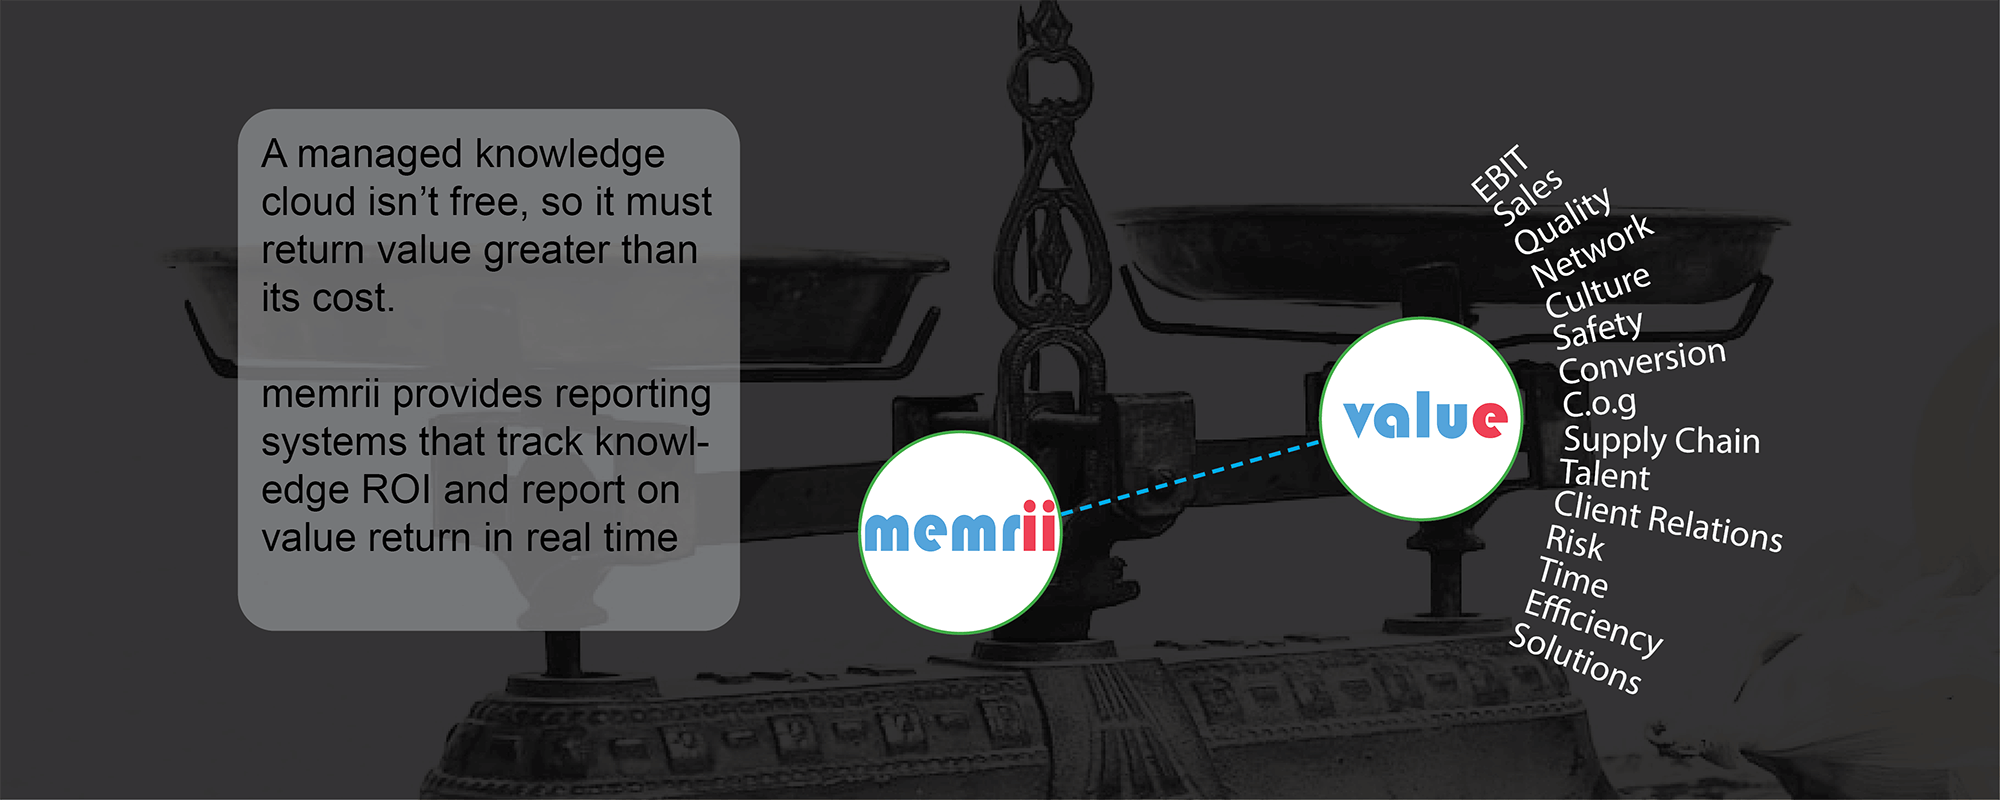 A managed knowledge
cloud isn't free, so it must
return value greater than
its cost.
memrii provides reporting
systems that track knowl-
edge ROI and report on
value return in real time
memrii
value
EBIT
Sales
Quality
Network
Culture
Safety
Conversion
C.o.g
Supply Chain
Talent
Client Relations
Risk
Time
Efficiency
Solutions